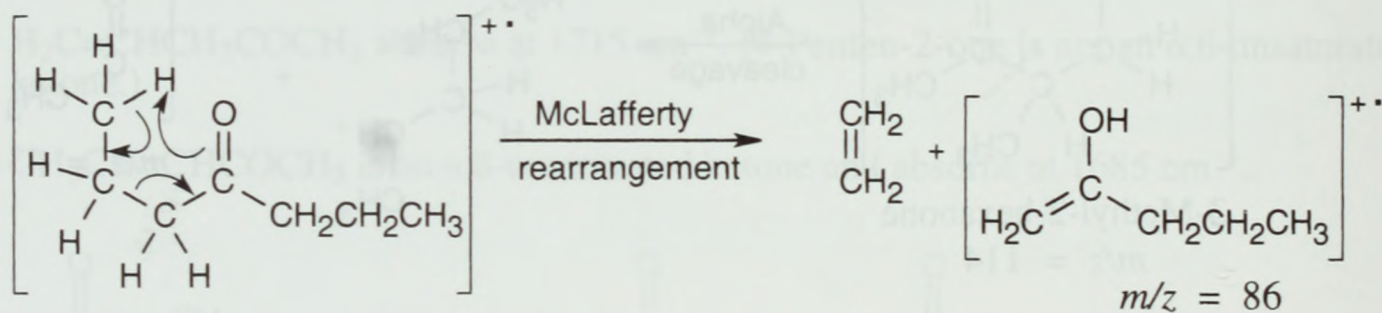 H
H H O
C
H C C CH2CH2CH3
H C
H H
+·
McLafferty
rearrangement
CH2
CH2
+
OH
H2C CH2CH2CH3
+·
m/z = 86